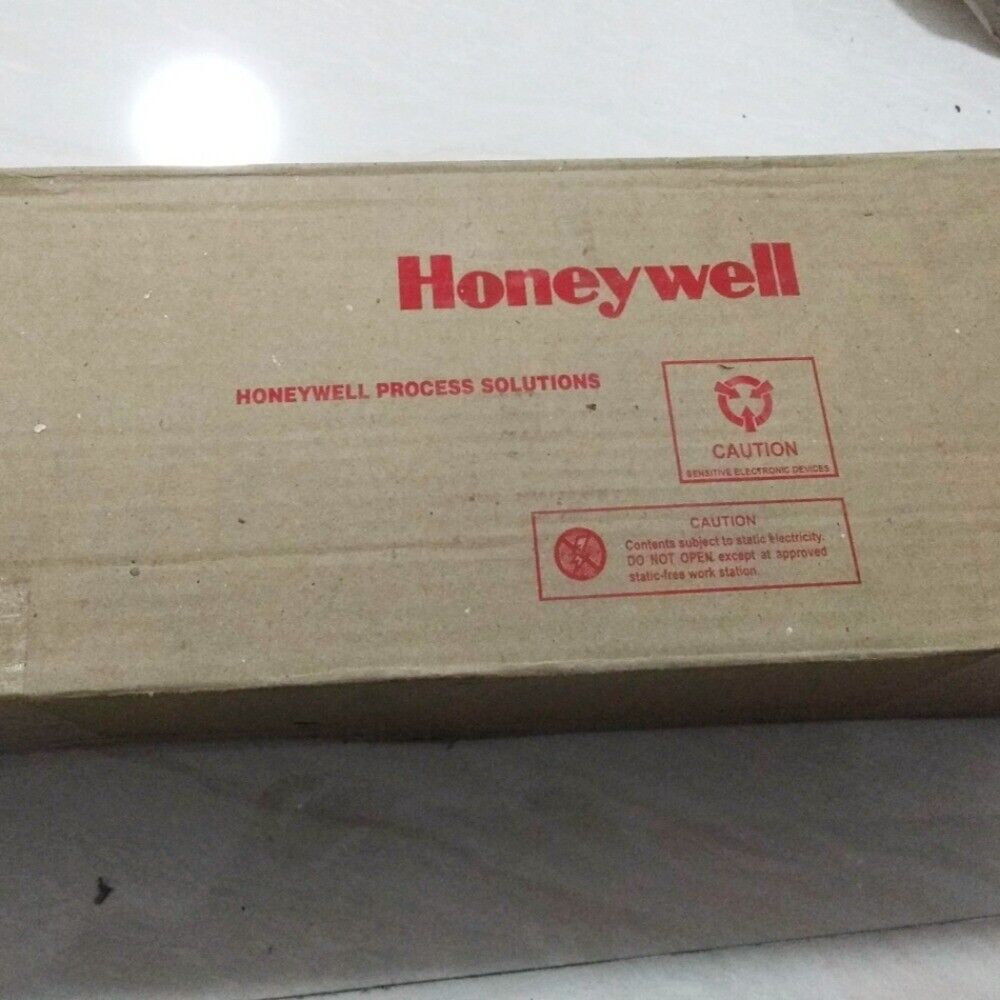 Honeywell
HONEYWELL PROCESS SOLUTIONS
CAUTION
SENSITIVE ELECTRONIC DEVICES
CAUTION
Contents subject to static electricity.
DO NOT OPEN except at approved
static-free work station.